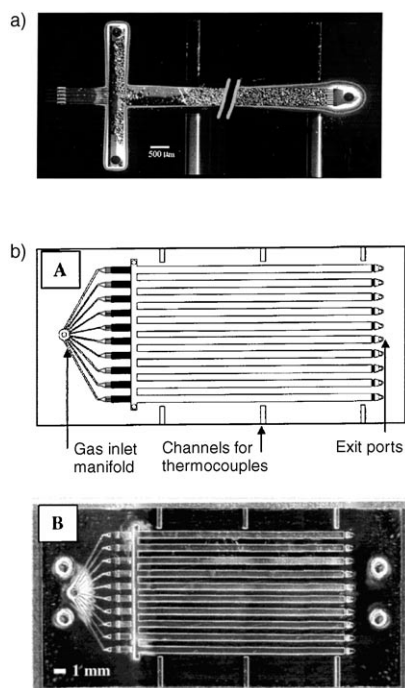 a)
500 µm
b)
A
Gas inlet
manifold
Channels for
thermocouples
Exit ports
B
1 mm